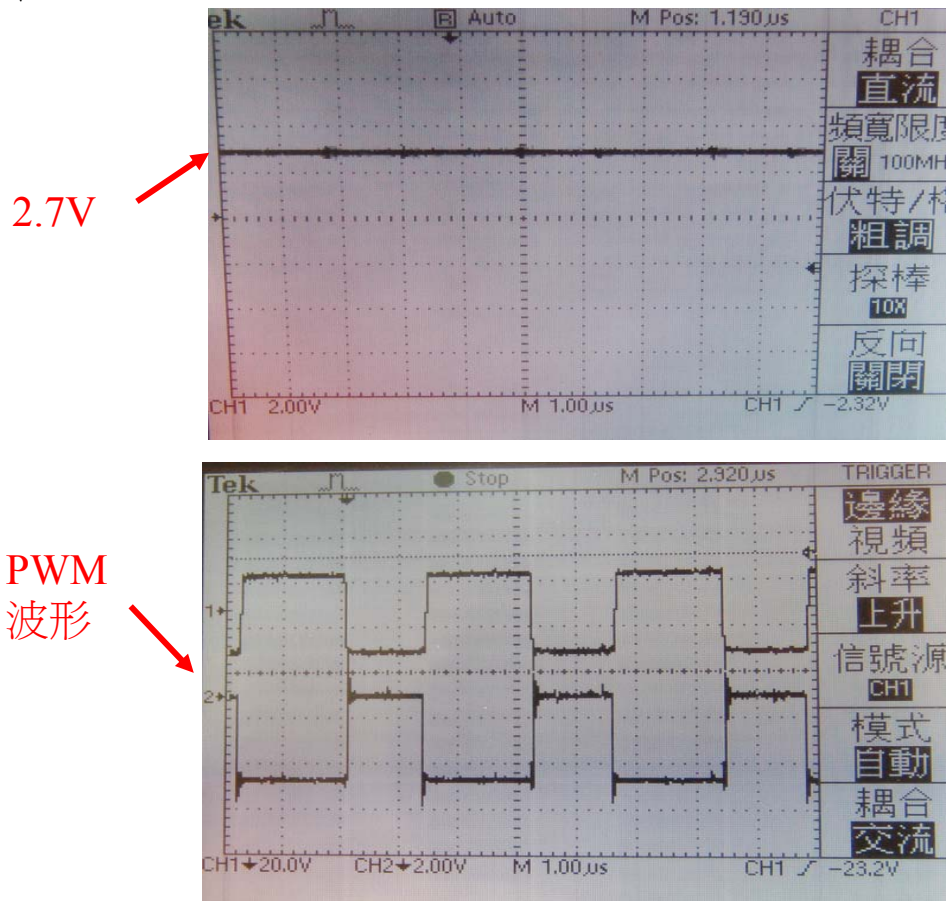 ek R Auto M Pos: 1.190µs CH1
耦合
直流
頻寬限度
關 100MH
伏特/格
粗調
探棒
10X
反向
關閉
2.7V
CH1 2.00V M 1.00µs CH1 -2.32V
Tek Stop M Pos: 2.920µs TRIGGER
邊緣
視頻
斜率
上升
信號源
CH1
模式
自動
耦合
交流
PWM
波形
1
2
CH1 20.0V CH2 2.00V M 1.00µs CH1 -23.2V